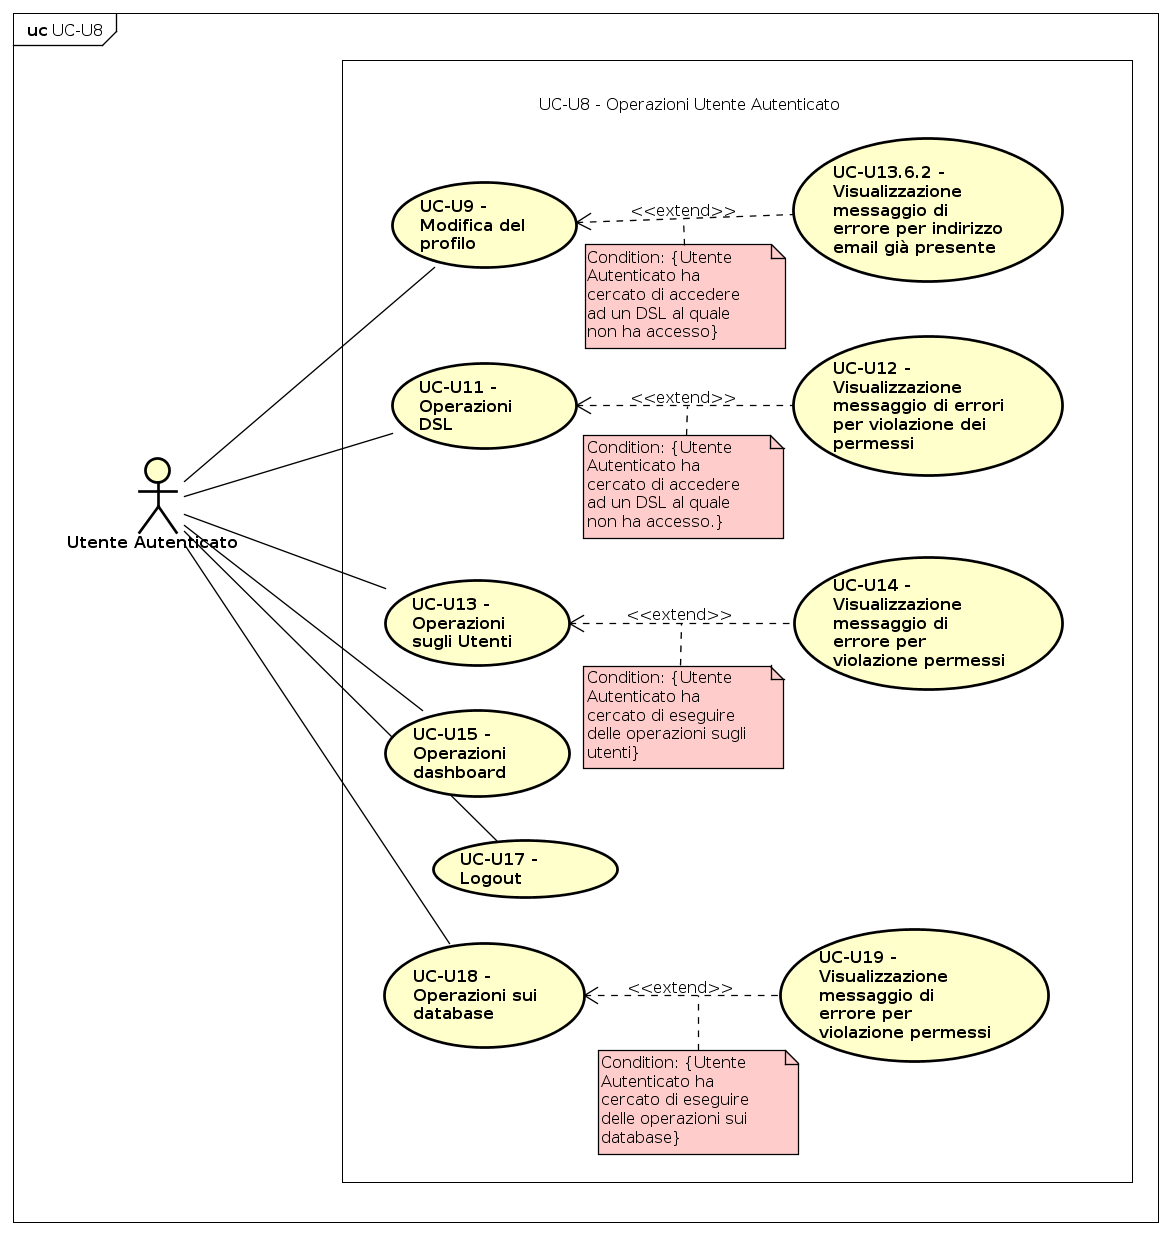 uc UC-U8
UC-U8 - Operazioni Utente Autenticato
UC-U9 -
Modifica del
profilo
<<extend>>
UC-U13.6.2 -
Visualizzazione
messaggio di
errore per indirizzo
email già presente
Condition: {Utente
Autenticato ha
cercato di accedere
ad un DSL al quale
non ha accesso}
UC-U11 -
Operazioni
DSL
<<extend>>
UC-U12 -
Visualizzazione
messaggio di errori
per violazione dei
permessi
Condition: {Utente
Autenticato ha
cercato di accedere
ad un DSL al quale
non ha accesso.}
Utente Autenticato
UC-U13 -
Operazioni
sugli Utenti
<<extend>>
UC-U14 -
Visualizzazione
messaggio di
errore per
violazione permessi
Condition: {Utente
Autenticato ha
cercato di eseguire
delle operazioni sugli
utenti}
UC-U15 -
Operazioni
dashboard
UC-U17 -
Logout
UC-U18 -
Operazioni sui
database
<<extend>>
UC-U19 -
Visualizzazione
messaggio di
errore per
violazione permessi
Condition: {Utente
Autenticato ha
cercato di eseguire
delle operazioni sui
database}